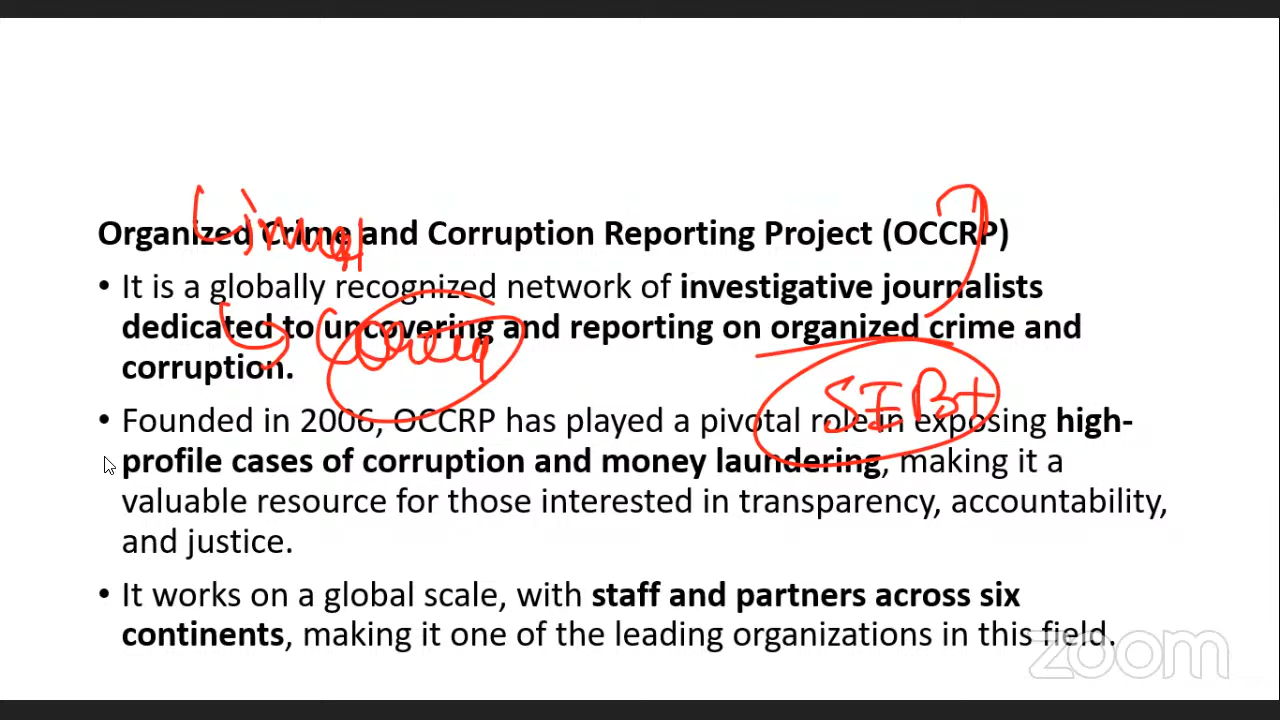 Organized Crime and Corruption Reporting Project (OCCRP)
• It is a globally recognized network of investigative journalists
dedicated to uncovering and reporting on organized crime and
corruption.
• Founded in 2006, OCCRP has played a pivotal role in exposing high-
profile cases of corruption and money laundering, making it a
valuable resource for those interested in transparency, accountability,
and justice.
• It works on a global scale, with staff and partners across six
continents, making it one of the leading organizations in this field.
zoom